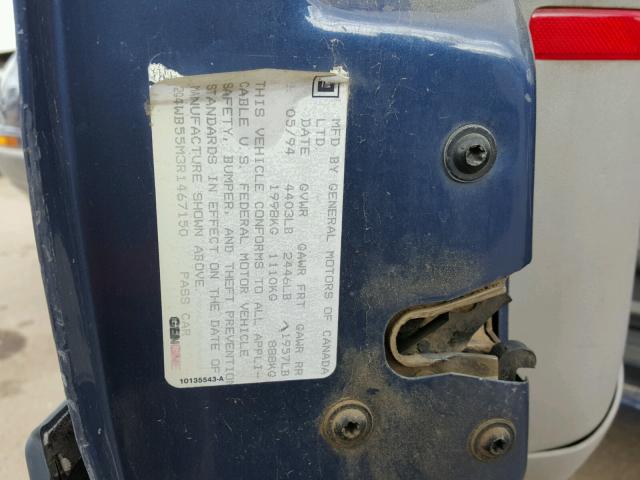 GM MFD BY GENERAL MOTORS OF CANADA
LTD.
DATE GVWR GAWR FRT GAWR RR
05/94 4403LB 2446LB 1957LB
1998KG 1110KG 888KG
THIS VEHICLE CONFORMS TO ALL APPLI-
CABLE U.S. FEDERAL MOTOR VEHICLE
SAFETY, BUMPER, AND THEFT PREVENTION
STANDARDS IN EFFECT ON THE DATE OF
MANUFACTURE SHOWN ABOVE.
2G4WB55M3R1467150 PASS CAR
GENUINE
10135543-A